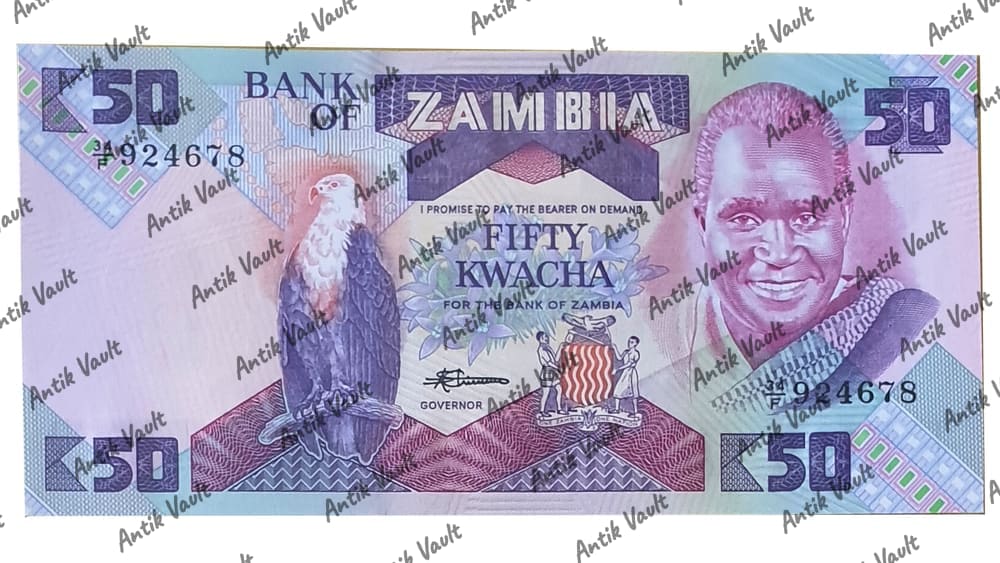 K50
BANK
OF
ZAMBIA
50
34/F 924678
I PROMISE TO PAY THE BEARER ON DEMAND
FIFTY
KWACHA
FOR THE BANK OF ZAMBIA
GOVERNOR
34/F 924678
K50
K50
Antik Vault